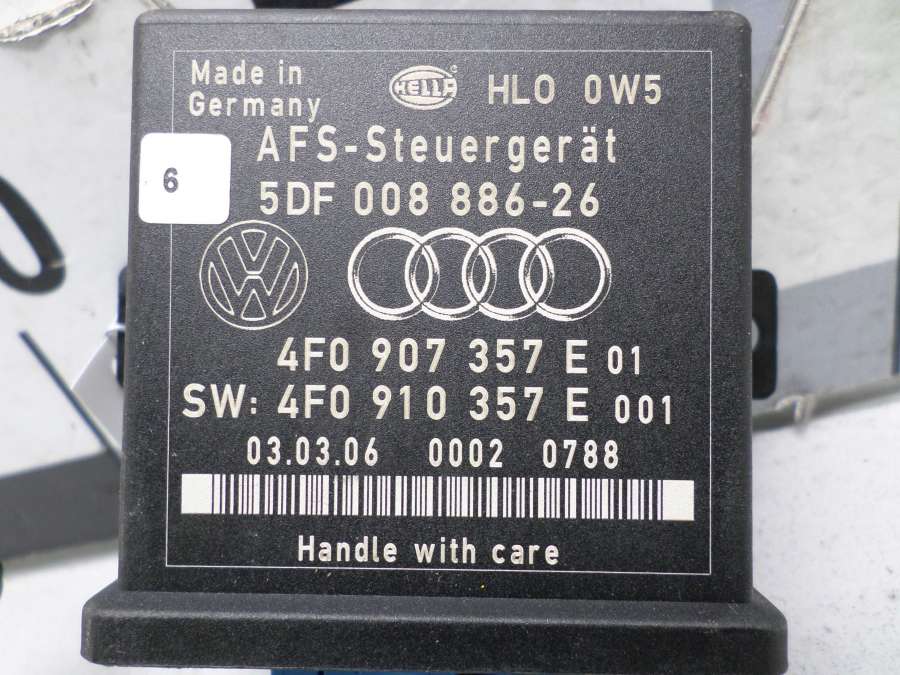 Made in
Germany
HELLA HLO 0W5
AFS-Steuergerät
6
5DF 008 886-26
4F0 907 357 E 01
SW: 4F0 910 357 E 001
03.03.06 0002 0788
Handle with care